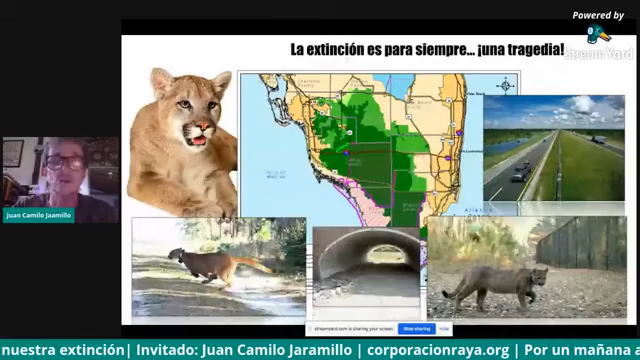 Powered by
StreamYard
La extinción es para siempre... ¡una tragedia!
Juan Camilo Jaamillo
streamyard.com is sharing your screen.
Stop sharing
Hide
nuestra extinción| Invitado: Juan Camilo Jaramillo | corporacionraya.org | Por un mañana